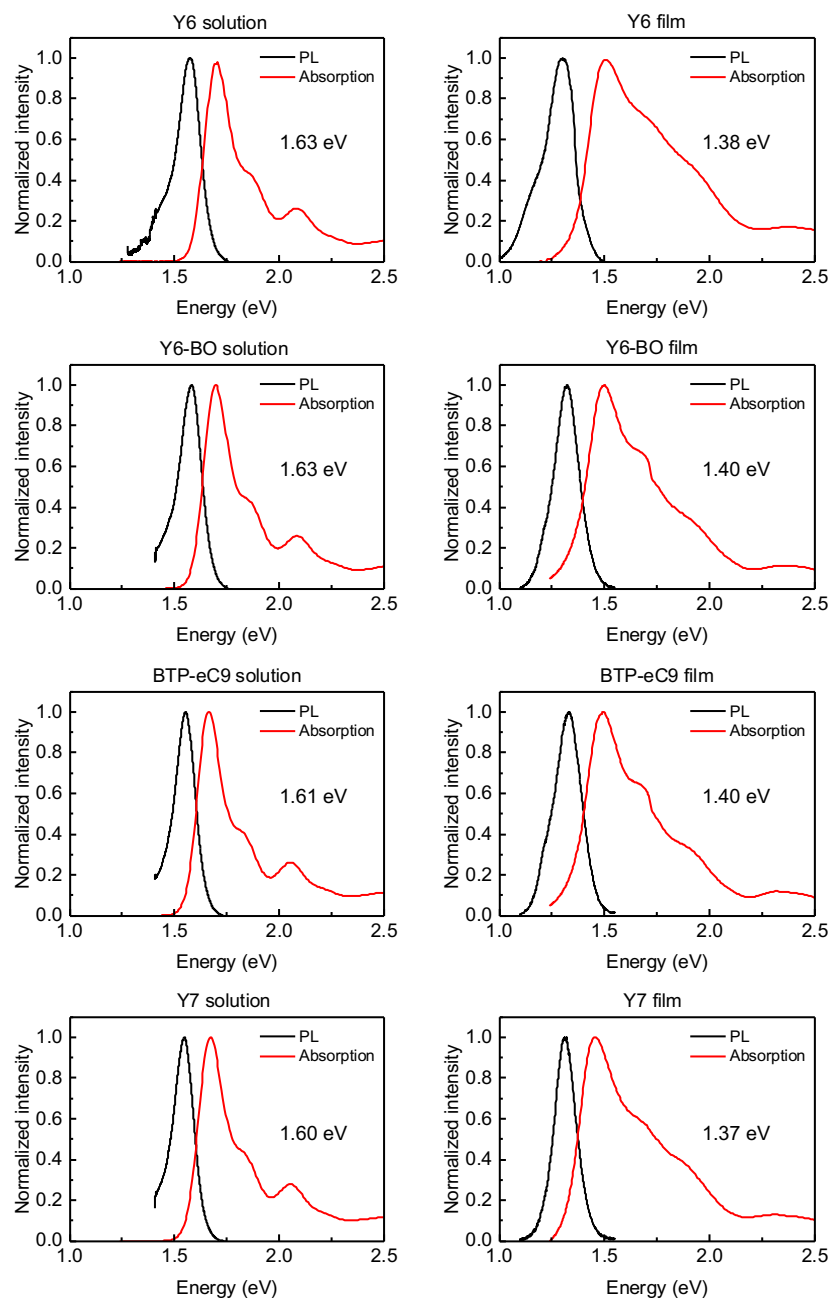 Y6 solution
Normalized intensity
1.0
0.8
0.6
0.4
0.2
0.0
PL
Absorption
1.63 eV
1.0 1.5 2.0 2.5
Energy (eV)
Y6 film
Normalized intensity
1.0
0.8
0.6
0.4
0.2
0.0
PL
Absorption
1.38 eV
1.0 1.5 2.0 2.5
Energy (eV)
Y6-BO solution
Normalized intensity
1.0
0.8
0.6
0.4
0.2
0.0
PL
Absorption
1.63 eV
1.0 1.5 2.0 2.5
Energy (eV)
Y6-BO film
Normalized intensity
1.0
0.8
0.6
0.4
0.2
0.0
PL
Absorption
1.40 eV
1.0 1.5 2.0 2.5
Energy (eV)
BTP-eC9 solution
Normalized intensity
1.0
0.8
0.6
0.4
0.2
0.0
PL
Absorption
1.61 eV
1.0 1.5 2.0 2.5
Energy (eV)
BTP-eC9 film
Normalized intensity
1.0
0.8
0.6
0.4
0.2
0.0
PL
Absorption
1.40 eV
1.0 1.5 2.0 2.5
Energy (eV)
Y7 solution
Normalized intensity
1.0
0.8
0.6
0.4
0.2
0.0
PL
Absorption
1.60 eV
1.0 1.5 2.0 2.5
Energy (eV)
Y7 film
Normalized intensity
1.0
0.8
0.6
0.4
0.2
0.0
PL
Absorption
1.37 eV
1.0 1.5 2.0 2.5
Energy (eV)